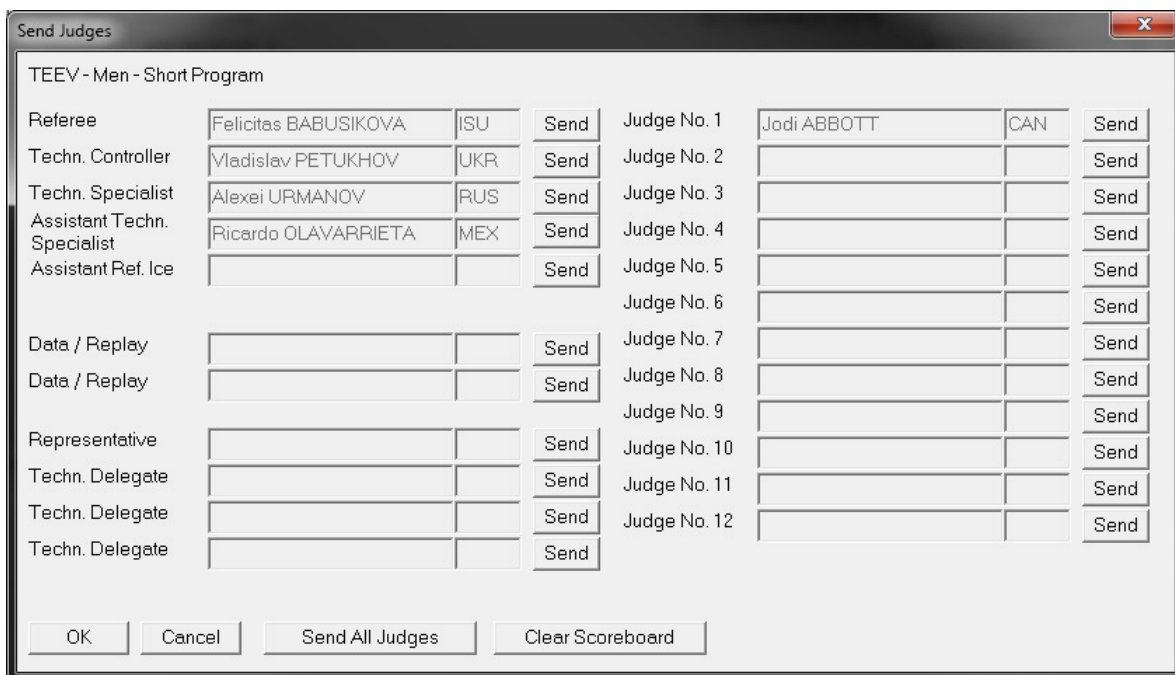 Send Judges
TEEV - Men - Short Program
Referee Felicitas BABUSIKOVA ISU Send
Techn. Controller Vladislav PETUKHOV UKR Send
Techn. Specialist Alexei URMANOV RUS Send
Assistant Techn.
Specialist Ricardo OLAVARRIETA MEX Send
Assistant Ref. Ice Send
Data / Replay Send
Data / Replay Send
Representative Send
Techn. Delegate Send
Techn. Delegate Send
Techn. Delegate Send
Judge No. 1 Jodi ABBOTT CAN Send
Judge No. 2 Send
Judge No. 3 Send
Judge No. 4 Send
Judge No. 5 Send
Judge No. 6 Send
Judge No. 7 Send
Judge No. 8 Send
Judge No. 9 Send
Judge No. 10 Send
Judge No. 11 Send
Judge No. 12 Send
OK Cancel Send All Judges Clear Scoreboard